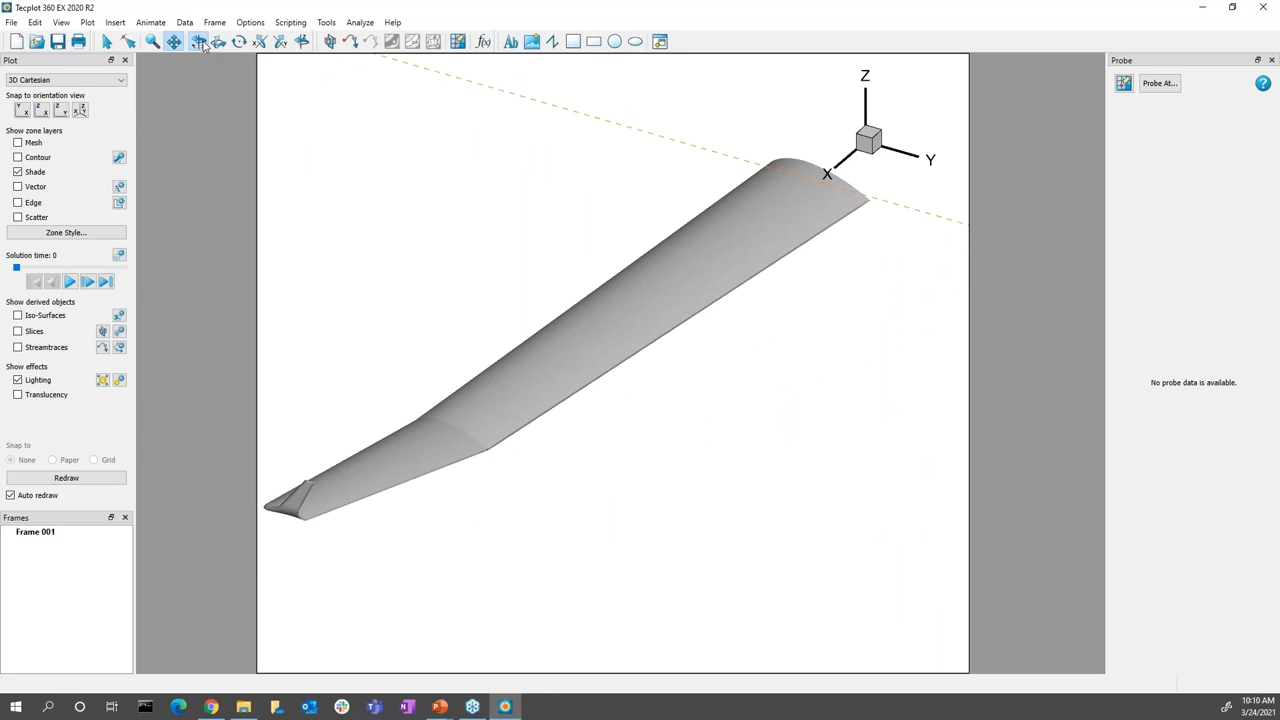 Tecplot 360 EX 2020 R2
File Edit View Plot Insert Animate Data Frame Options Scripting Tools Analyze Help
Plot
3D Cartesian
Snap to orientation view
Show zone layers
Mesh
Contour
Shade
Vector
Edge
Scatter
Zone Style...
Solution time: 0
Show derived objects
Iso-Surfaces
Slices
Streamtraces
Show effects
Lighting
Translucency
Snap to
None Paper Grid
Redraw
Auto redraw
Frames
Frame 001
Z
Y
X
Probe
Probe At...
No probe data is available.
10:10 AM
3/24/2021